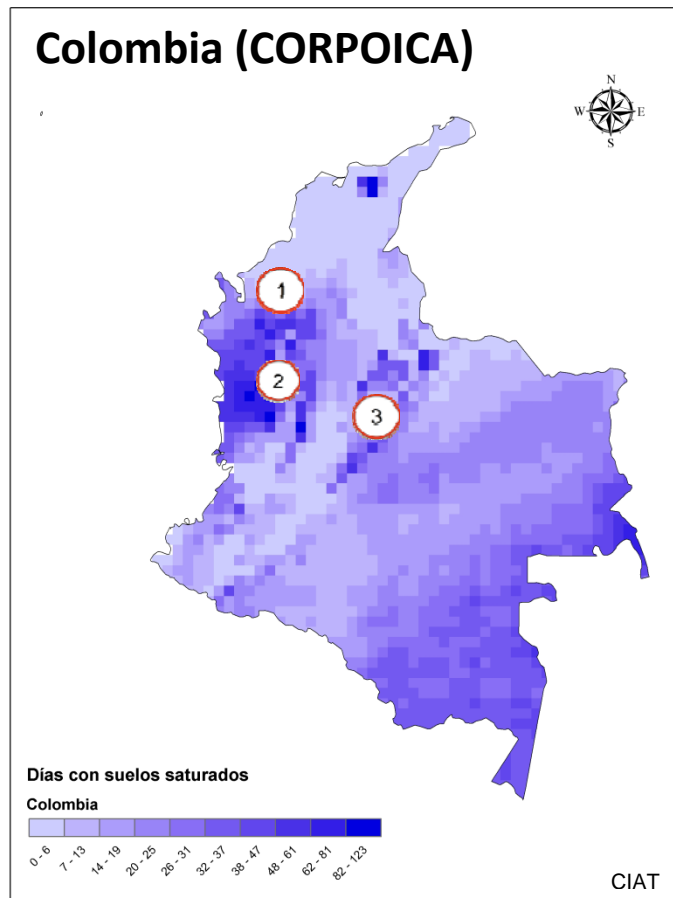 Colombia (CORPOICA)
N
W E
S
1
2
3
Días con suelos saturados
Colombia
0 - 6
7 - 13
14 - 19
20 - 25
26 - 31
32 - 37
38 - 47
48 - 61
62 - 81
82 - 123
CIAT